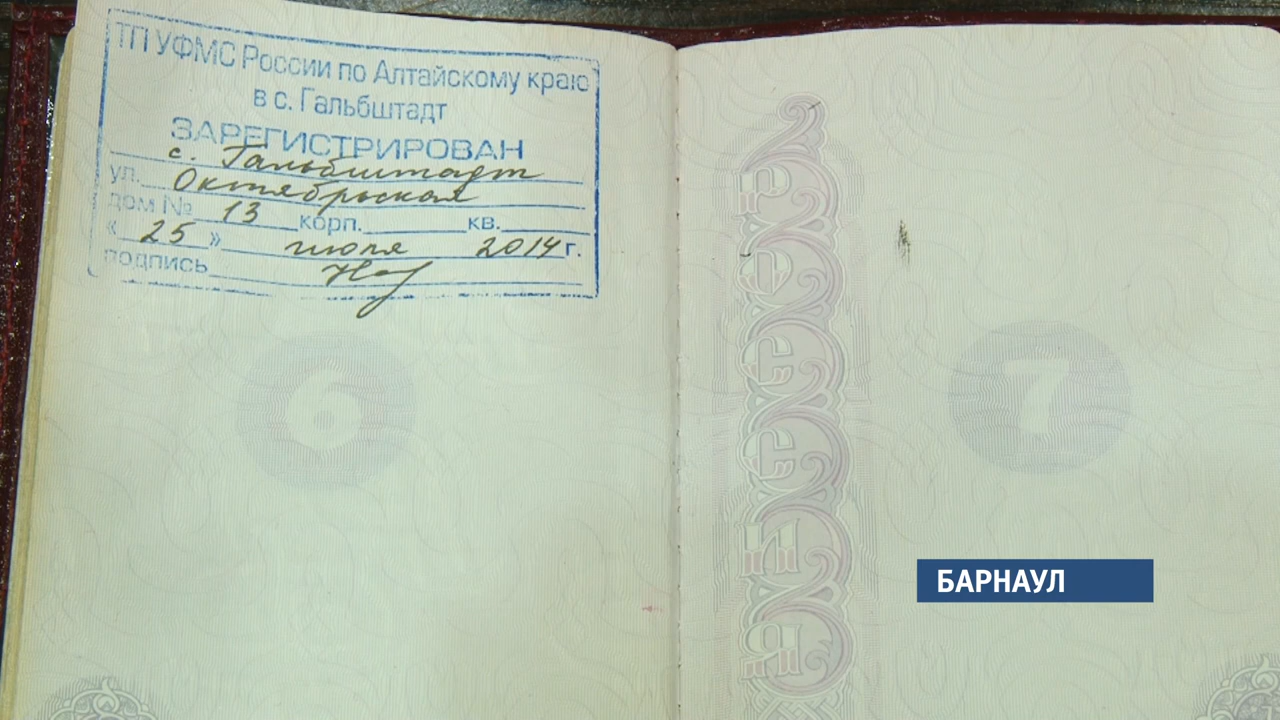 ТП УФМС России по Алтайскому краю
в с. Гальбштадт
ЗАРЕГИСТРИРОВАН
с. Гальбштадт
ул. Октябрьская
дом № 13 корп. кв.
« 25 » июля 2014 г.
подпись
6
7
РОССИЯ
БАРНАУЛ